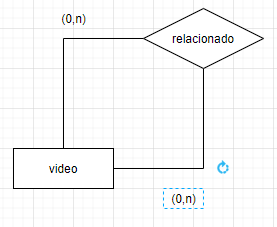 (0,n)
relacionado
video
(0,n)